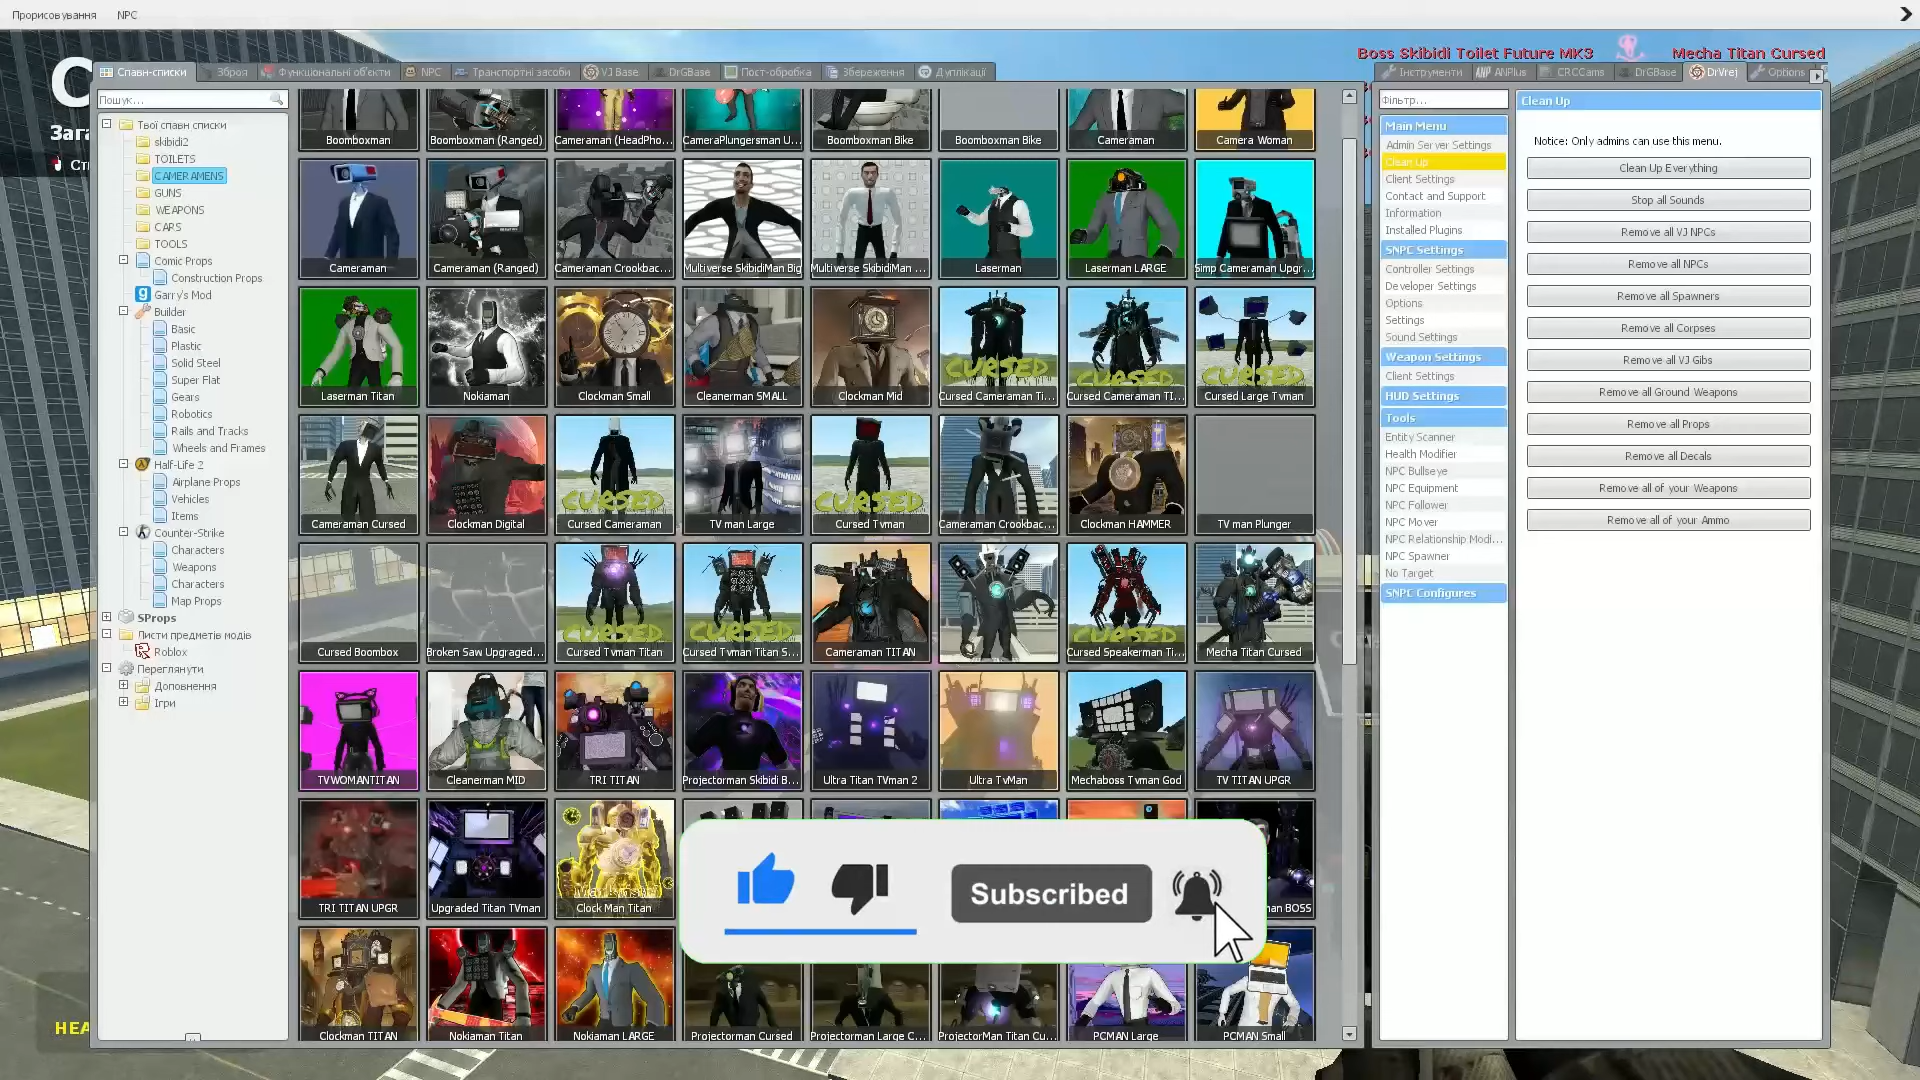 Прорисовування NPC
Boss Skibidi Toilet Future MK3 Mecha Titan Cursed
Спавн-списки Зброя Функціональні об'єкти NPC Транспортні засоби VJ Base DrGBase Пост-обробка Збереження Дуплікації
Інструменти ANPlus CRCCams DrGBase DrVrej Options
Зага
Сти
HEA
Пошук...
Твої спавн списки
skibidi2
TOILETS
CAMERAMENS
GUNS
WEAPONS
CARS
TOOLS
Comic Props
Construction Props
Garry's Mod
Builder
Basic
Plastic
Solid Steel
Super Flat
Gears
Robotics
Rails and Tracks
Wheels and Frames
Half-Life 2
Airplane Props
Vehicles
Items
Counter-Strike
Characters
Weapons
Characters
Map Props
SProps
Листи предметів модів
Roblox
Переглянути
Доповнення
Ігри
Boomboxman Boomboxman (Ranged) Cameraman (HeadPho... CameraPlungersman U... Boomboxman Bike Boomboxman Bike Cameraman Camera Woman
Cameraman Cameraman (Ranged) Cameraman Crookbac... Multiverse SkibidiMan Big Multiverse SkibidiMan ... Laserman Laserman LARGE Simp Cameraman Upgr...
CURSED CURSED CURSED
Laserman Titan Nokiaman Clockman Small Cleanerman SMALL Clockman Mid Cursed Cameraman Ti... Cursed Cameraman TI... Cursed Large Tvman
CURSED CURSED
Cameraman Cursed Clockman Digital Cursed Cameraman TV man Large Cursed Tvman Cameraman Crookbac... Clockman HAMMER TV man Plunger
CURSED CURSED CURSED
Cursed Boombox Broken Saw Upgraded... Cursed Tvman Titan Cursed Tvman Titan S... Cameraman TITAN Cursed Speakerman Ti... Mecha Titan Cursed
TVWOMANTITAN Cleanerman MID TRI TITAN Projectorman Skibidi B... Ultra Titan TVman 2 Ultra TvMan Mechaboss Tvman God TV TITAN UPGR
TRI TITAN UPGR Upgraded Titan TVman Clock Man Titan man BOSS
Clockman TITAN Nokiaman Titan Nokiaman LARGE Projectorman Cursed Projectorman Large C... ProjectorMan Titan Cu... PCMAN Large PCMAN Small
Subscribed
Фільтр...
Main Menu
Admin Server Settings
Clean Up
Client Settings
Contact and Support
Information
Installed Plugins
SNPC Settings
Controller Settings
Developer Settings
Options
Settings
Sound Settings
Weapon Settings
Client Settings
HUD Settings
Tools
Entity Scanner
Health Modifier
NPC Bullseye
NPC Equipment
NPC Follower
NPC Mover
NPC Relationship Modi...
NPC Spawner
No Target
SNPC Configures
Clean Up
Notice: Only admins can use this menu.
Clean Up Everything
Stop all Sounds
Remove all VJ NPCs
Remove all NPCs
Remove all Spawners
Remove all Corpses
Remove all VJ Gibs
Remove all Ground Weapons
Remove all Props
Remove all Decals
Remove all of your Weapons
Remove all of your Ammo